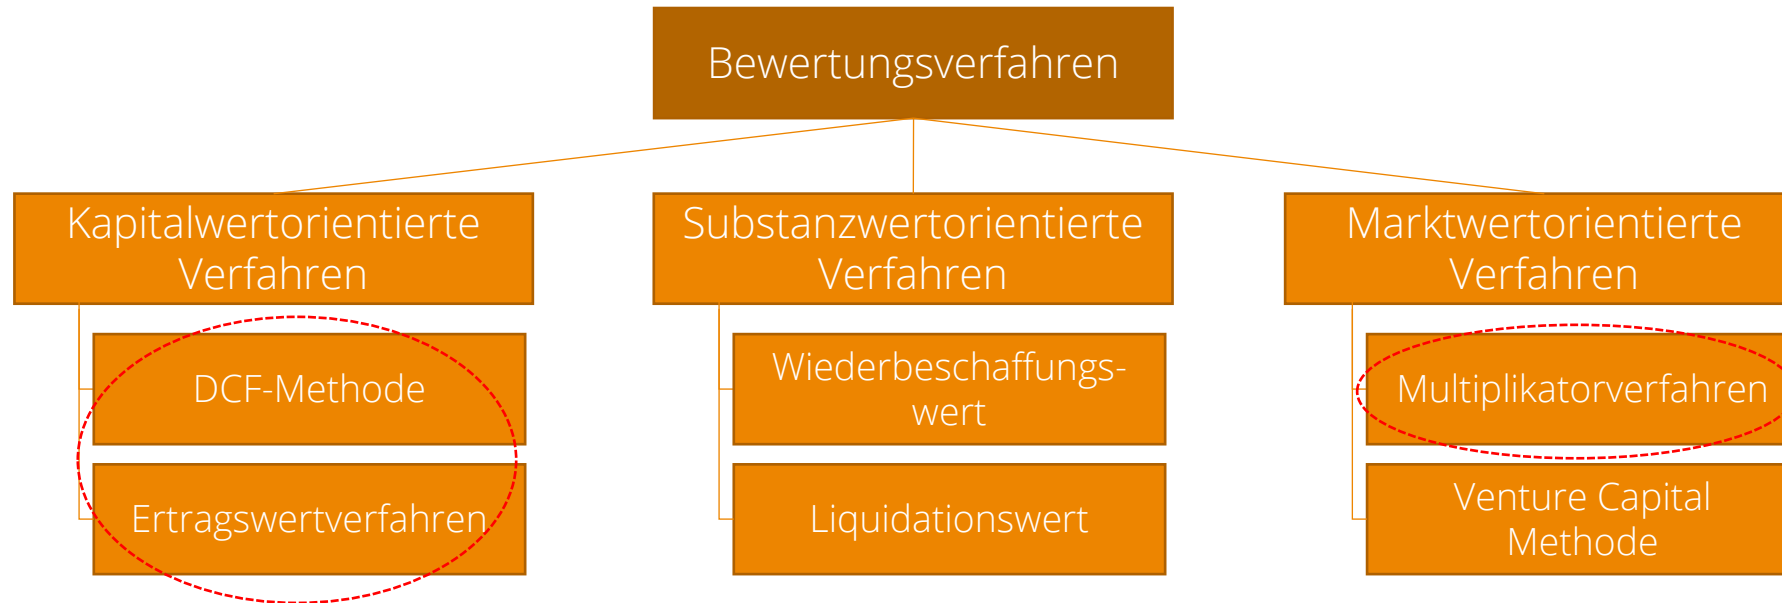 Bewertungsverfahren
Kapitalwertorientierte
Verfahren
DCF-Methode
Ertragswertverfahren
Substanzwertorientierte
Verfahren
Wiederbeschaffungs-
wert
Liquidationswert
Marktwertorientierte
Verfahren
Multiplikatorverfahren
Venture Capital
Methode